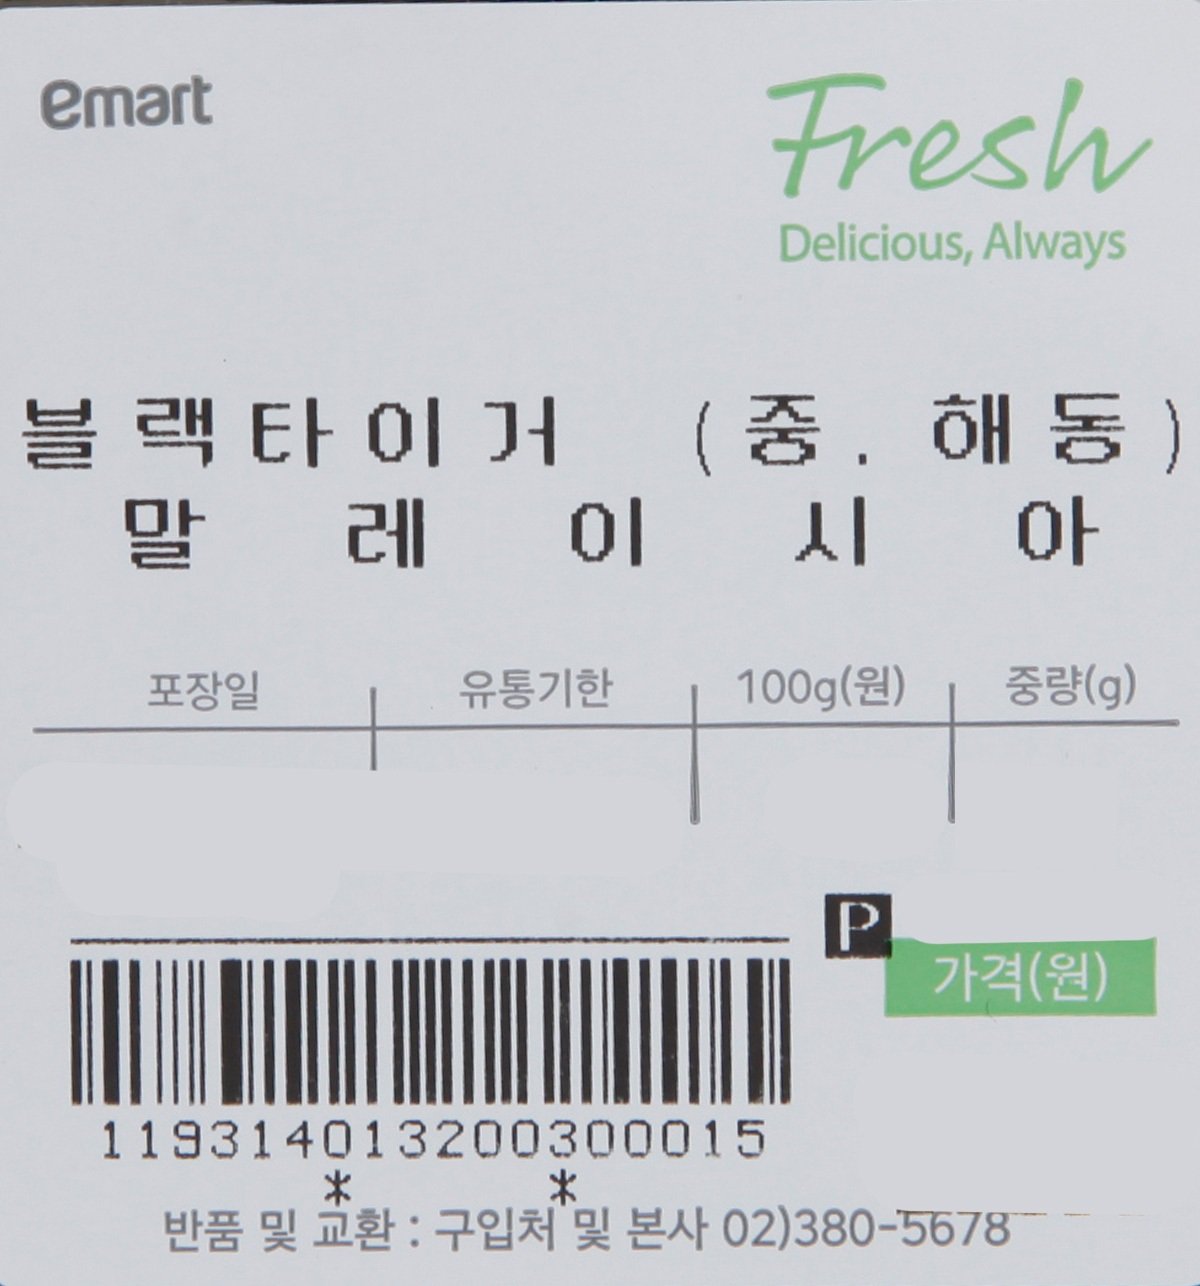 emart
Fresh
Delicious, Always
블랙타이거 (중. 해동)
말레이시아
포장일 유통기한 100g(원) 중량(g)
P
가격(원)
119314013200300015
* *
반품 및 교환 : 구입처 및 본사 02)380-5678